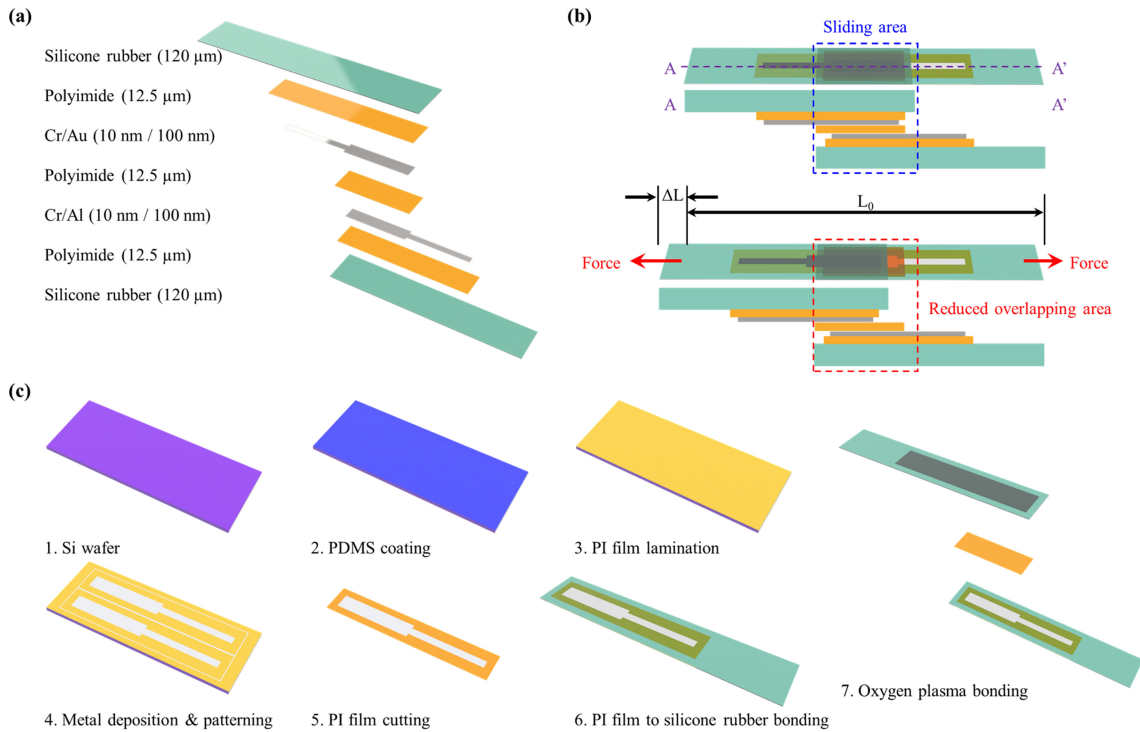 (a)
Silicone rubber (120 µm)
Polyimide (12.5 µm)
Cr/Au (10 nm / 100 nm)
Polyimide (12.5 µm)
Cr/Al (10 nm / 100 nm)
Polyimide (12.5 µm)
Silicone rubber (120 µm)
(b)
Sliding area
A A'
A A'
ΔL L₀
Force Force
Reduced overlapping area
(c)
1. Si wafer
2. PDMS coating
3. PI film lamination
4. Metal deposition & patterning
5. PI film cutting
6. PI film to silicone rubber bonding
7. Oxygen plasma bonding